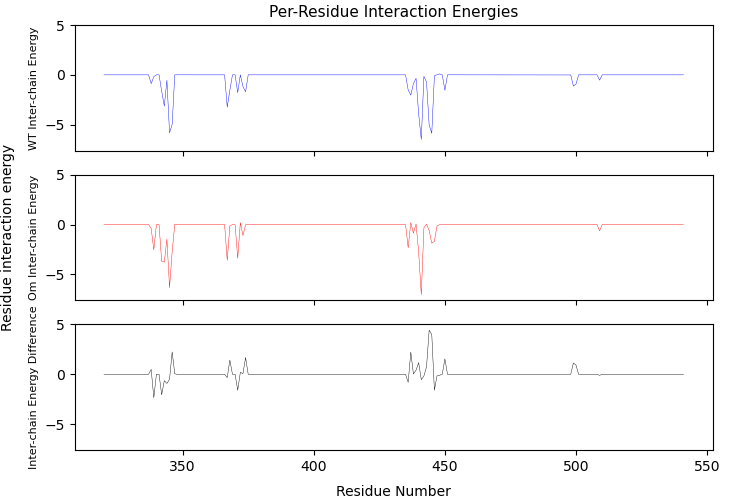 Per-Residue Interaction Energies
Residue interaction energy
WT Inter-chain Energy
5
0
−5
Om Inter-chain Energy
5
0
−5
Inter-chain Energy Difference
5
0
−5
350
400
450
500
550
Residue Number